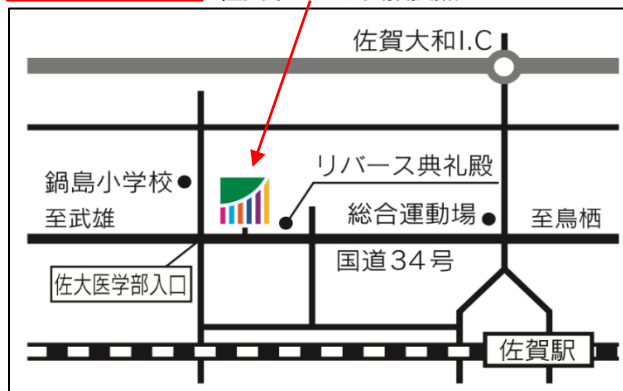 佐賀大和I.C
リバース典礼殿
鍋島小学校
至武雄
総合運動場
至鳥栖
国道34号
佐大医学部入口
佐賀駅